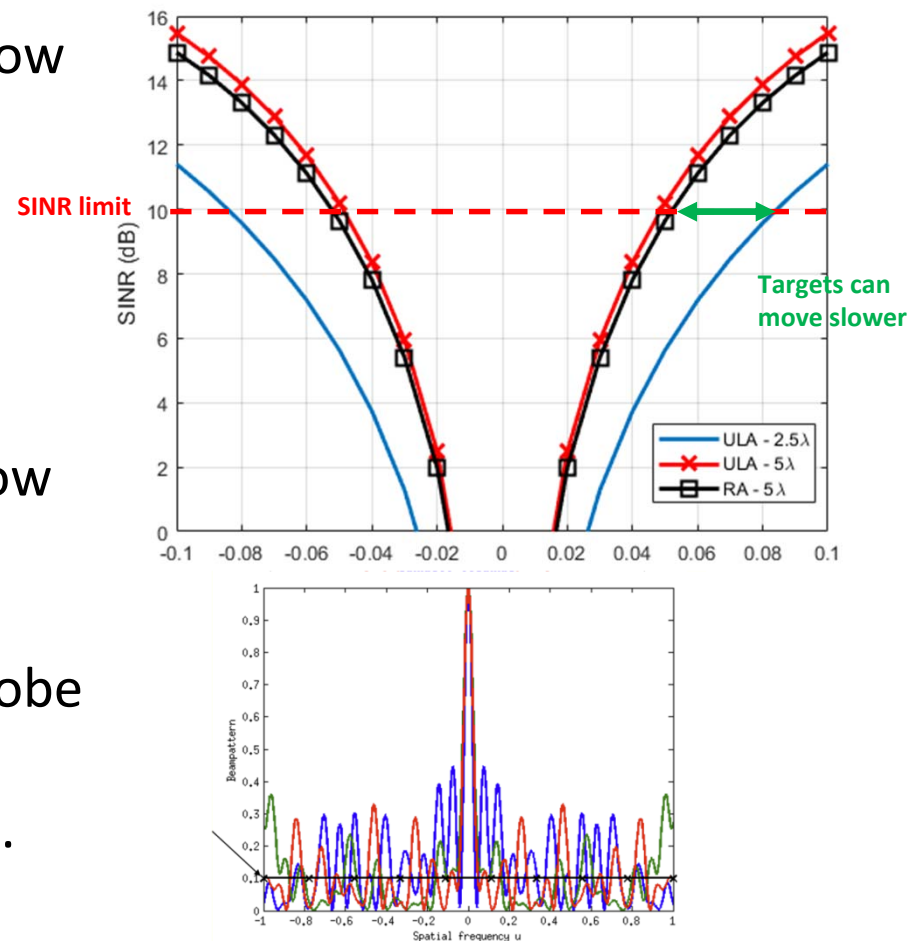 ow
16
14
12
SINR limit
10
SINR (dB)
8
Targets can
move slower
6
4
ULA - 2.5λ
ow
2
ULA - 5λ
RA - 5λ
0
-0.1 -0.08 -0.06 -0.04 -0.02 0 0.02 0.04 0.06 0.08 0.1
1
0.9
0.8
obe
0.7
0.6
0.5
Beampattern
0.4
0.3
.
0.2
0.1
0
-1 -0.8 -0.6 -0.4 -0.2 0 0.2 0.4 0.6 0.8 1
Spatial frequency u